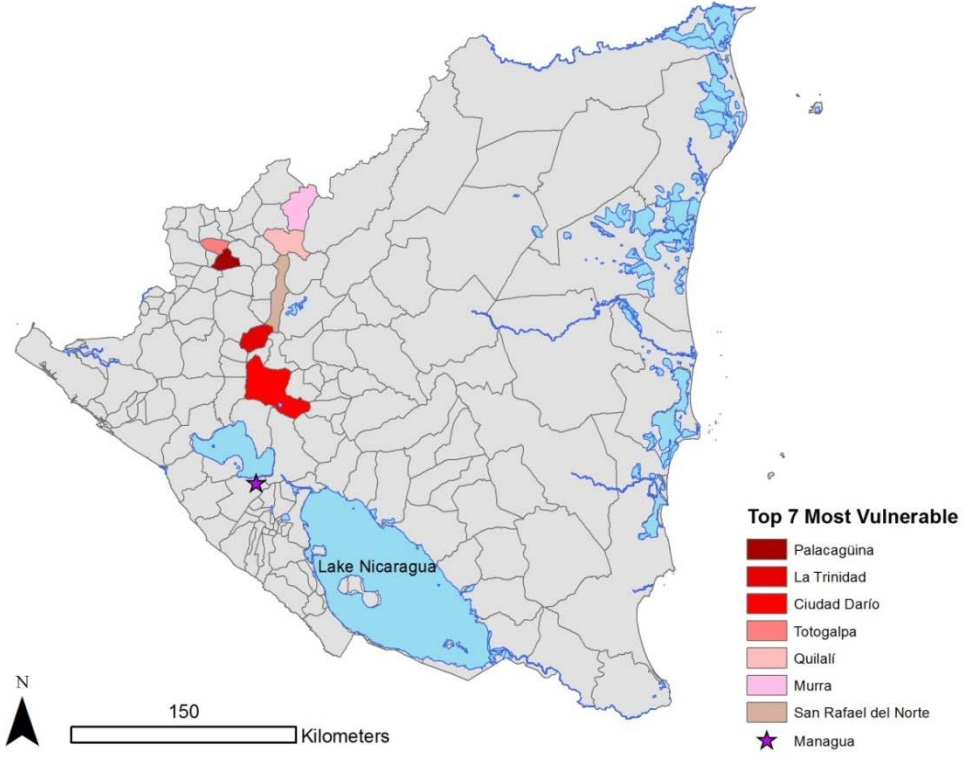 Lake Nicaragua
Top 7 Most Vulnerable
Palacagüina
La Trinidad
Ciudad Darío
Totogalpa
Quilalí
Murra
San Rafael del Norte
Managua
N
150
Kilometers